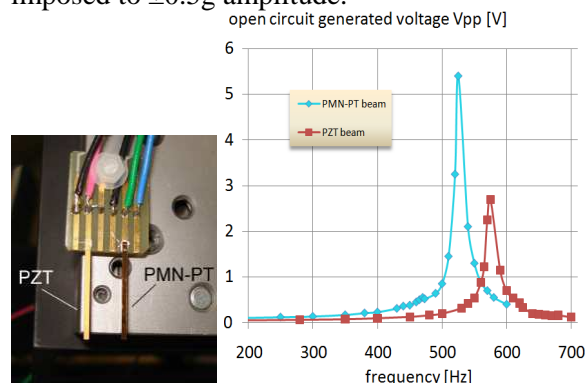 imposed to ±0.5g amplitude.
open circuit generated voltage Vpp [V]
6
5
4
3
2
1
0
PMN-PT beam
PZT beam
PZT
PMN-PT
200
300
400
500
600
700
frequency [Hz]